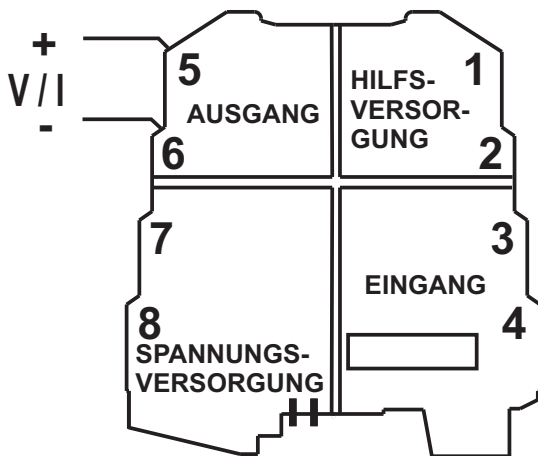 +
V / I
-
5
AUSGANG
6
1
HILFS-
VERSOR-
GUNG
2
7
8
SPANNUNGS-
VERSORGUNG
3
EINGANG
4